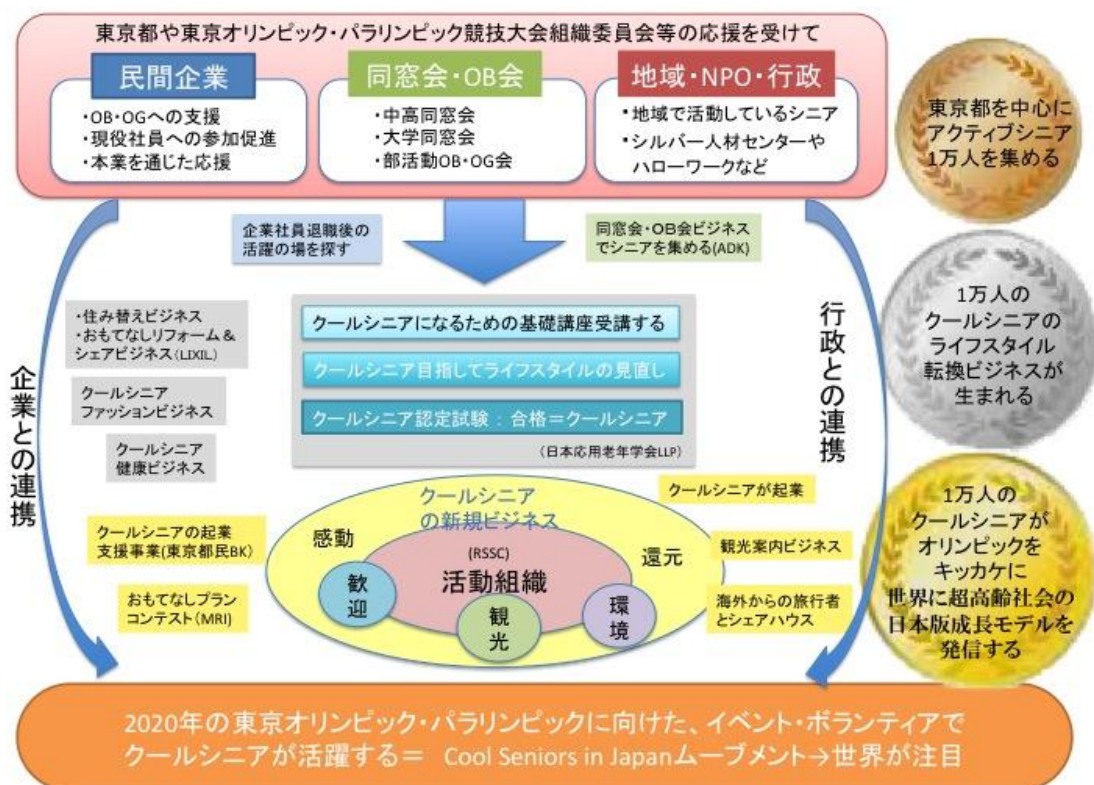 東京都や東京オリンピック・パラリンピック競技大会組織委員会等の応援を受けて
民間企業
・OB・OGへの支援
・現役社員への参加促進
・本業を通じた応援
同窓会・OB会
・中高同窓会
・大学同窓会
・部活動OB・OG会
地域・NPO・行政
・地域で活動しているシニア
・シルバー人材センターや
ハローワークなど
東京都を中心に
アクティブシニア
1万人を集める
企業社員退職後の
活躍の場を探す
同窓会・OB会ビジネス
でシニアを集める(ADK)
企業との連携
・住み替えビジネス
・おもてなしリフォーム&
シェアビジネス(LIXIL)
クールシニア
ファッションビジネス
クールシニア
健康ビジネス
クールシニアになるための基礎講座受講する
クールシニア目指してライフスタイルの見直し
クールシニア認定試験：合格＝クールシニア
(日本応用老年学会LLP)
行政との連携
1万人の
クールシニアの
ライフスタイル
転換ビジネスが
生まれる
クールシニアの起業
支援事業(東京都民BK)
おもてなしプラン
コンテスト(MRI)
クールシニア
の新規ビジネス
感動
還元
(RSSC)
活動組織
歓迎
観光
環境
クールシニアが起業
観光案内ビジネス
海外からの旅行者
とシェアハウス
1万人の
クールシニアが
オリンピックを
キッカケに
世界に超高齢社会の
日本版成長モデルを
発信する
2020年の東京オリンピック・パラリンピックに向けた、イベント・ボランティアで
クールシニアが活躍する＝ Cool Seniors in Japanムーブメント→世界が注目